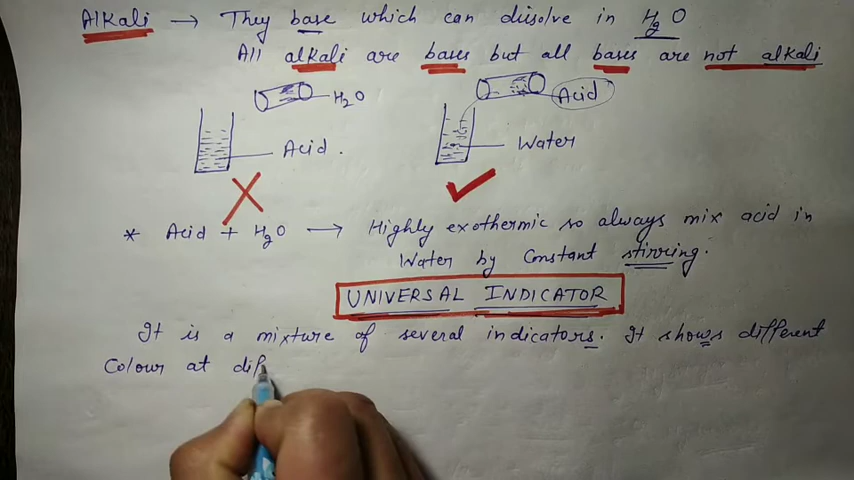 Alkali → They base which can dissolve in H2O
All alkali are bases but all bases are not alkali
H2O
Acid
Acid.
Water
* Acid + H2O → Highly exothermic so always mix acid in
Water by Constant stirring.
UNIVERSAL INDICATOR
It is a mixture of several indicators. It shows different
Colour at dif